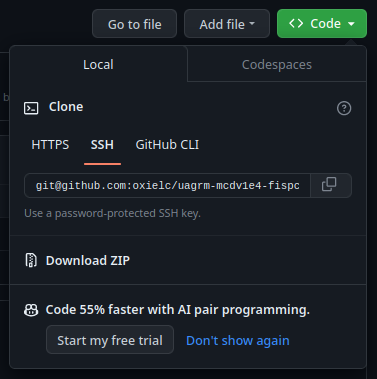 Go to file
Add file
Code
Local
Codespaces
Clone
HTTPS
SSH
GitHub CLI
git@github.com:oxielc/uagrm-mcdv1e4-fispc
Use a password-protected SSH key.
Download ZIP
Code 55% faster with AI pair programming.
Start my free trial
Don't show again